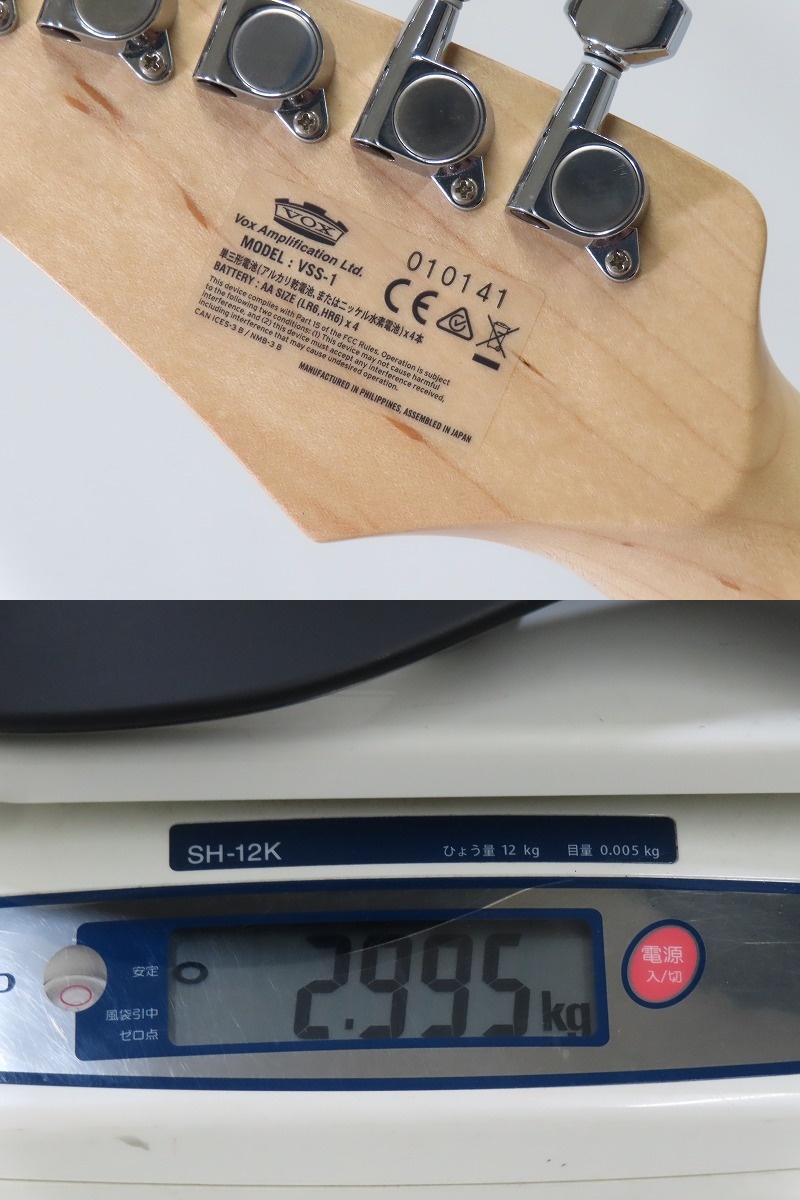 VOX
Vox Amplification Ltd.
MODEL : VSS-1
単三形電池(アルカリ乾電池, またはニッケル水素電池)x4本
BATTERY : AA SIZE (LR6,HR6) x 4
This device complies with Part 15 of the FCC Rules. Operation is subject
to the following two conditions: (1) This device may not cause harmful
interference, and (2) this device must accept any interference received,
including interference that may cause undesired operation.
CAN ICES-3 B / NMB-3 B
010141
CE
MANUFACTURED IN PHILIPPINES, ASSEMBLED IN JAPAN
SH-12K
ひょう量 12 kg 目量 0.005 kg
安定
風袋引中
ゼロ点
2.995 kg
電源
入/切